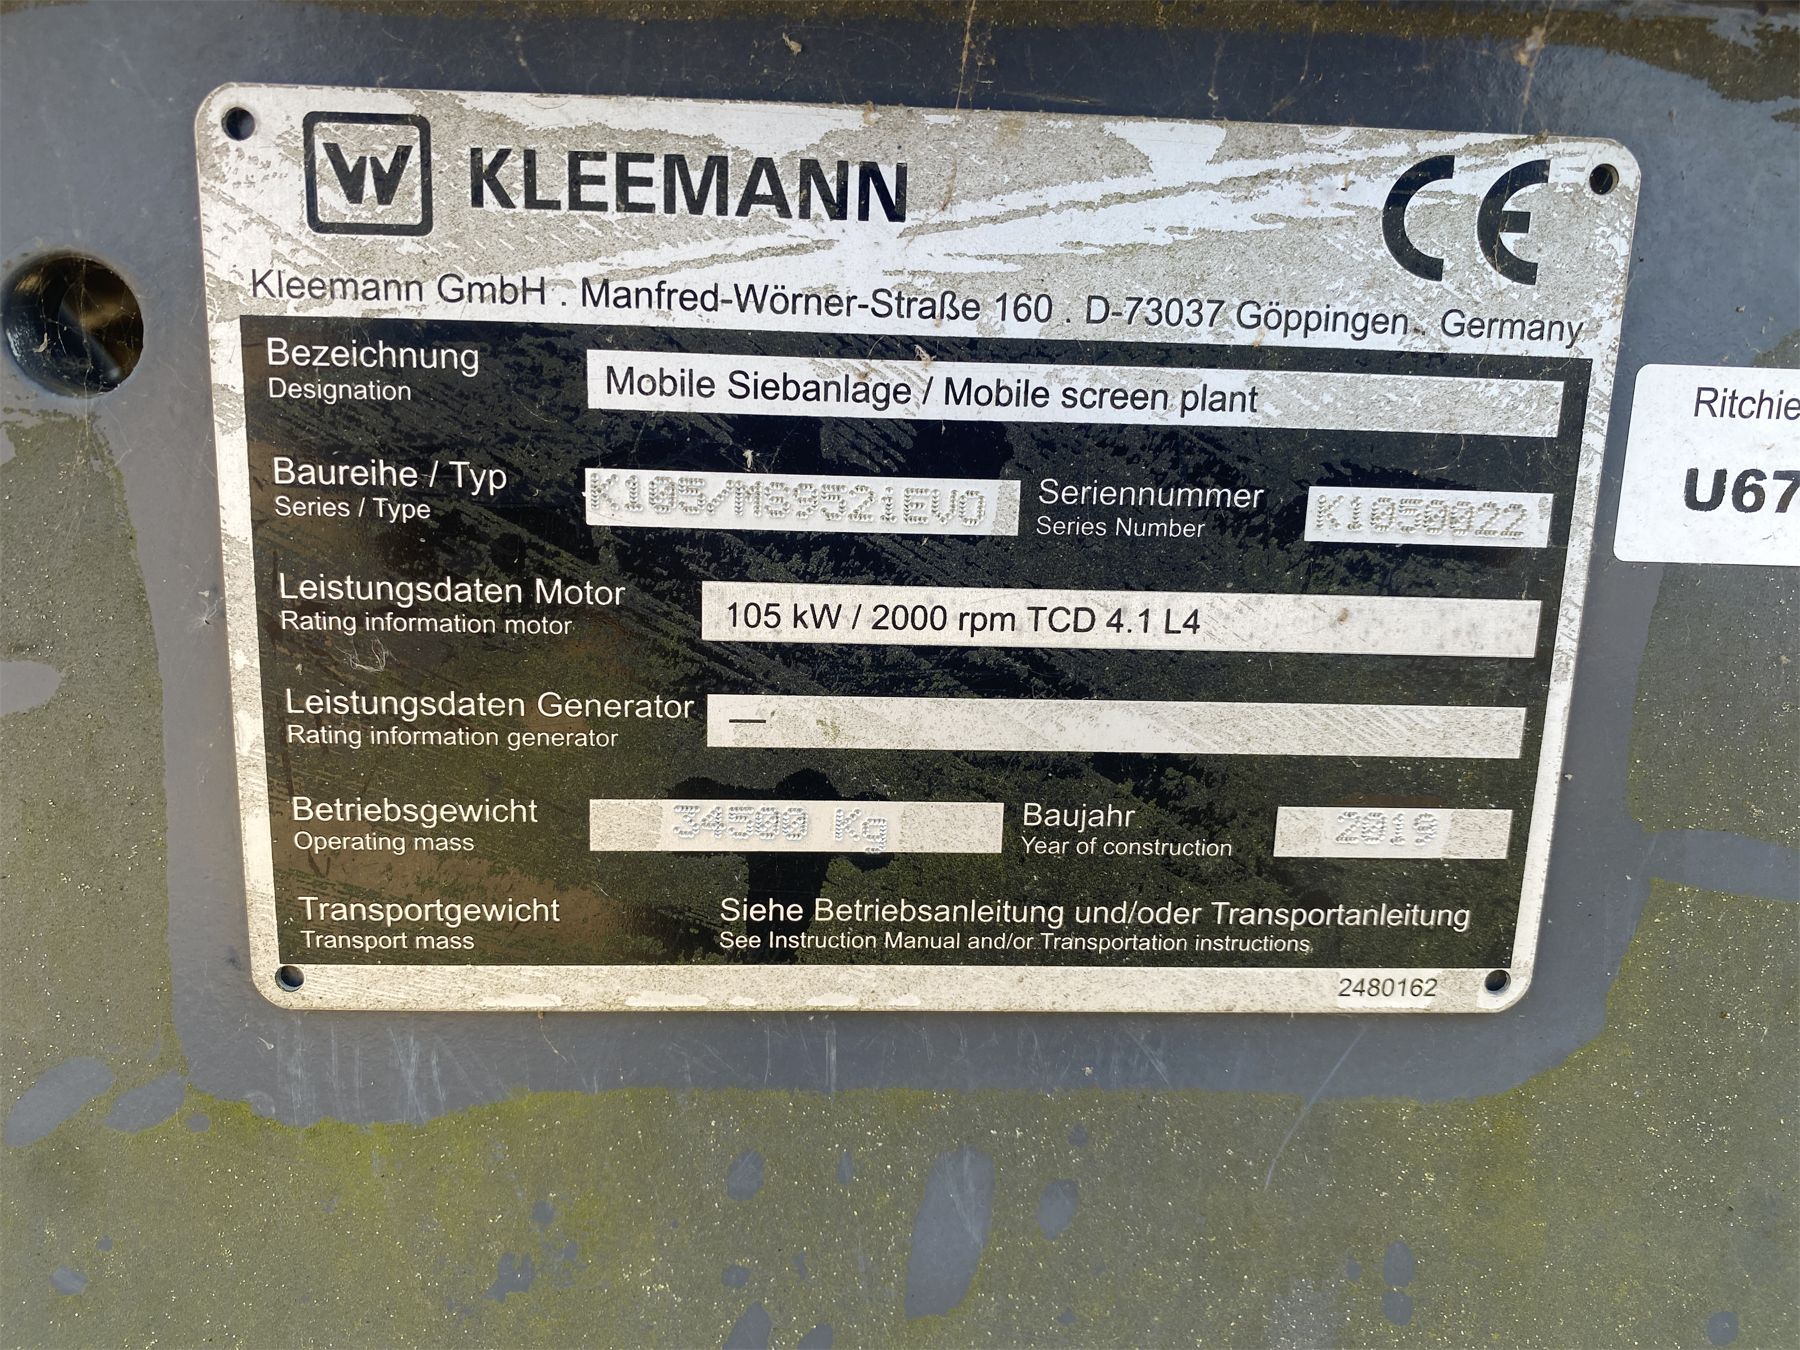 W KLEEMANN CE
Kleemann GmbH . Manfred-Wörner-Straße 160 . D-73037 Göppingen . Germany
Bezeichnung Mobile Siebanlage / Mobile screen plant
Designation
Baureihe / Typ K105/MS952iEVO Seriennummer K1050022
Series / Type Series Number
Leistungsdaten Motor 105 kW / 2000 rpm TCD 4.1 L4
Rating information motor
Leistungsdaten Generator —
Rating information generator
Betriebsgewicht 34500 Kg Baujahr 2019
Operating mass Year of construction
Transportgewicht Siehe Betriebsanleitung und/oder Transportanleitung
Transport mass See Instruction Manual and/or Transportation instructions
2480162
Ritchie
U67